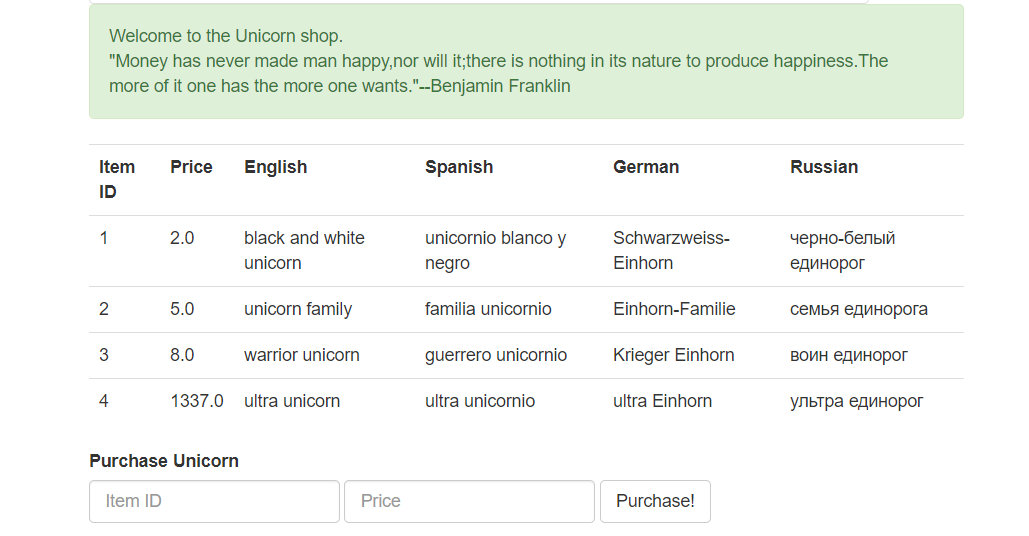 Welcome to the Unicorn shop.
"Money has never made man happy,nor will it;there is nothing in its nature to produce happiness.The
more of it one has the more one wants."--Benjamin Franklin
Item ID Price English Spanish German Russian
1 2.0 black and white unicorn unicornio blanco y negro Schwarzweiss-Einhorn черно-белый единорог
2 5.0 unicorn family familia unicornio Einhorn-Familie семья единорога
3 8.0 warrior unicorn guerrero unicornio Krieger Einhorn воин единорог
4 1337.0 ultra unicorn ultra unicornio ultra Einhorn ультра единорог
Purchase Unicorn
Item ID Price Purchase!